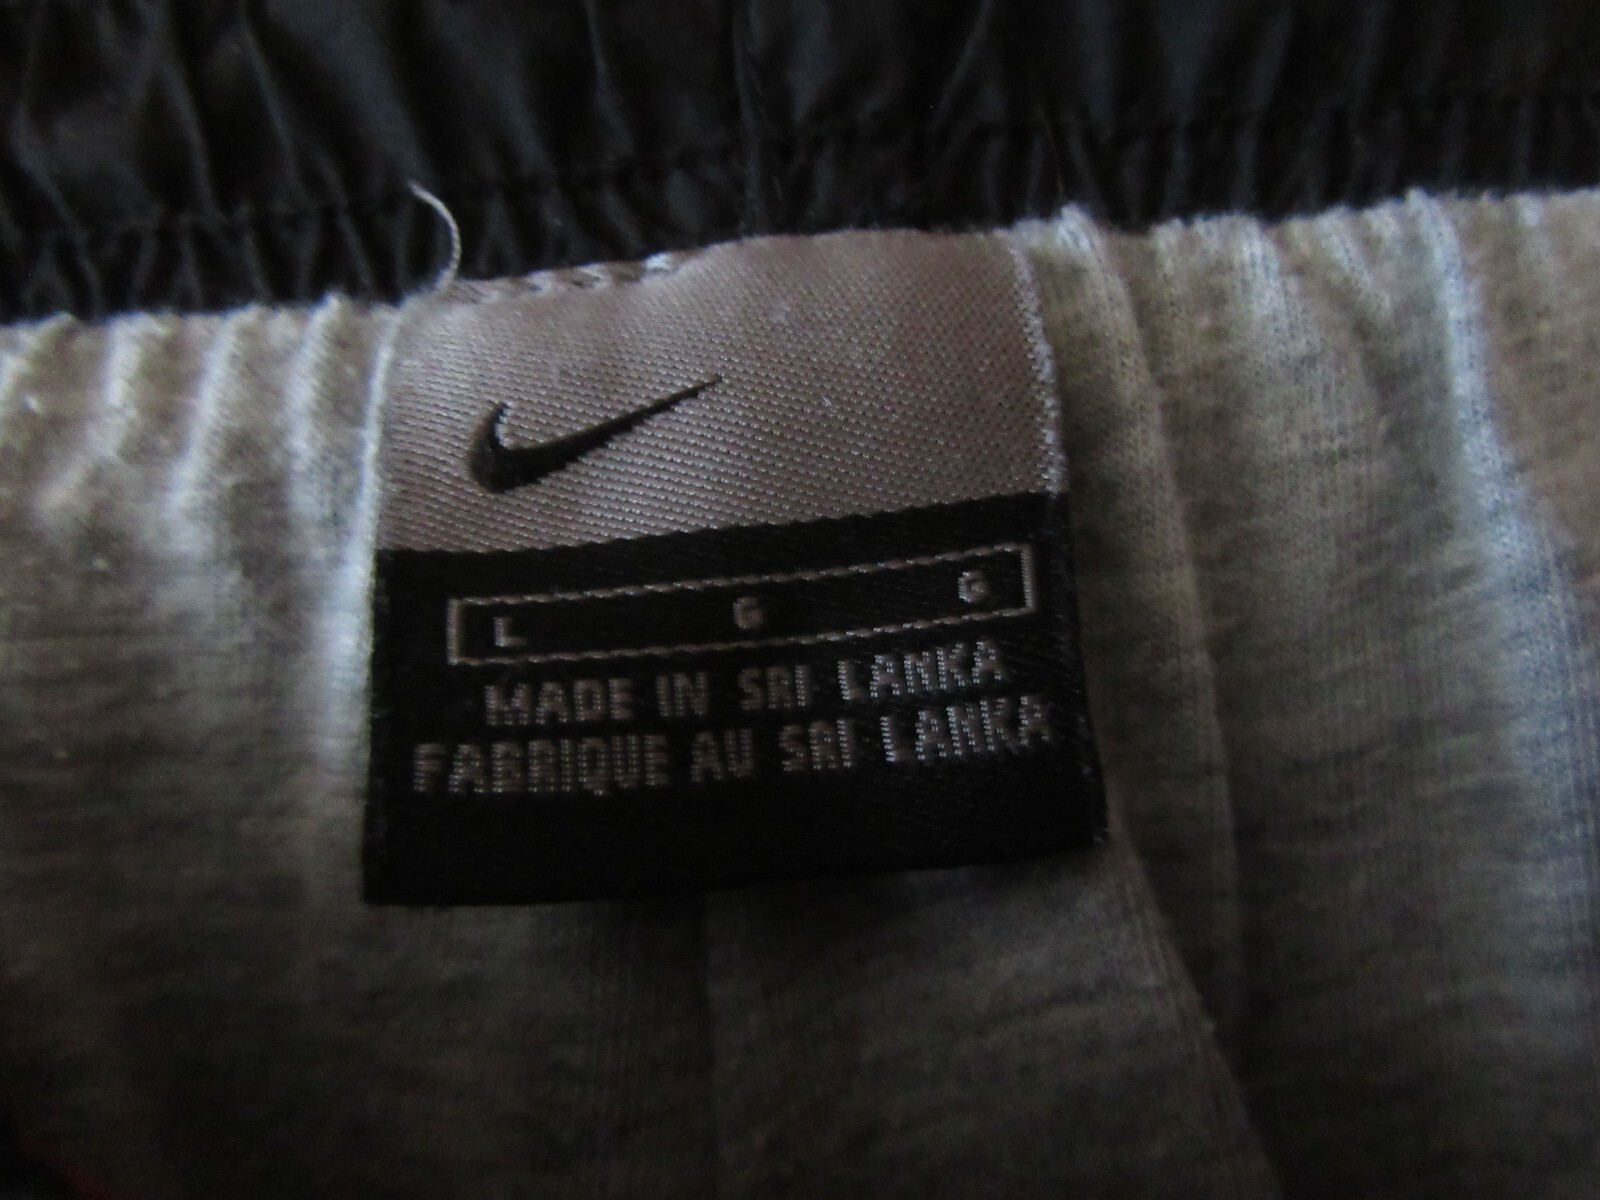 L G G
MADE IN SRI LANKA
FABRIQUE AU SRI LANKA